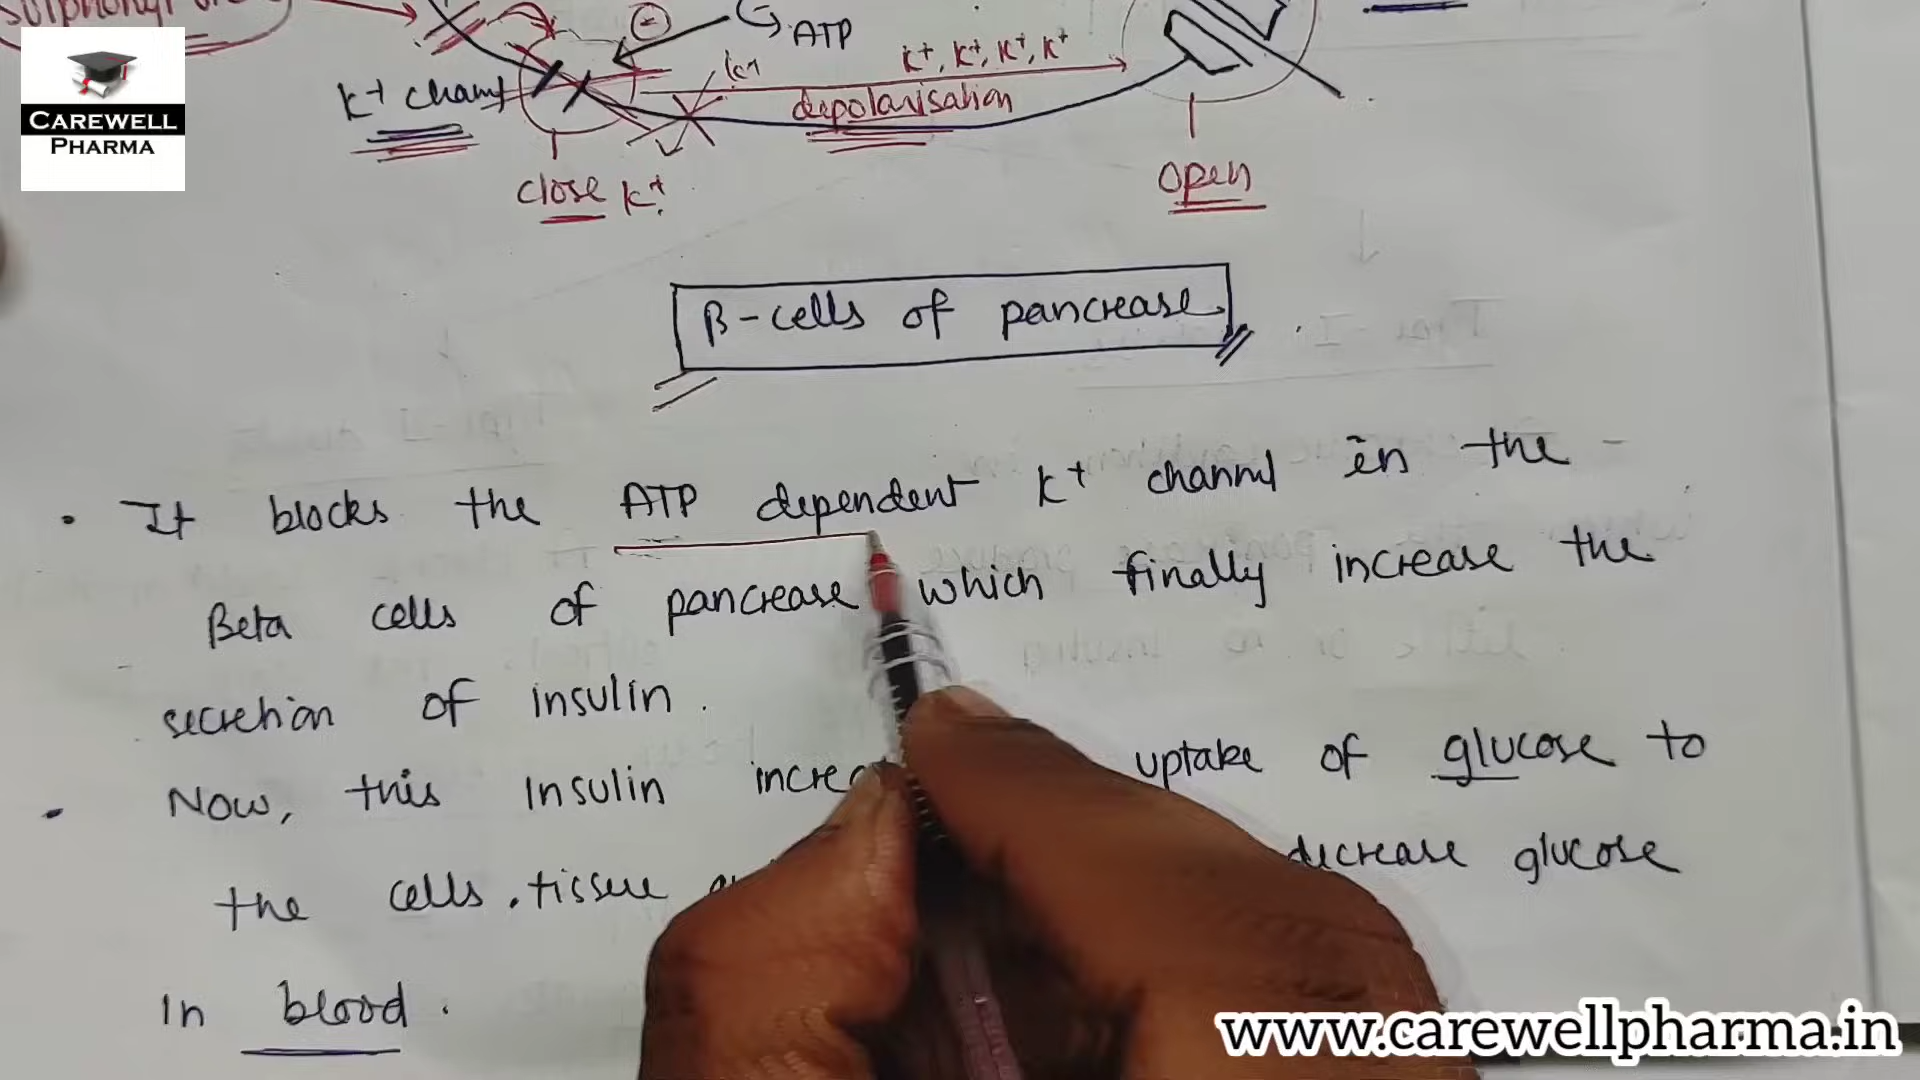 CAREWELL
PHARMA
ATP
K+, K+, K+, K+
K+
K+
depolarisation
close K+
open
β-cells of pancrease
• It blocks the ATP dependent K+ channel in the
Beta cells of pancrease which finally increase the
secretion of insulin.
• Now, this Insulin uptake of glucose to
the cells, tissue decrease glucose
In blood.
www.carewellpharma.in